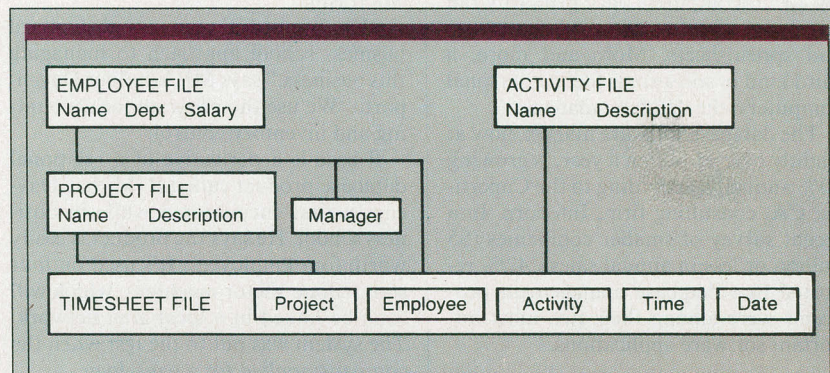 EMPLOYEE FILE
Name Dept Salary
ACTIVITY FILE
Name Description
PROJECT FILE
Name Description
Manager
TIMESHEET FILE
Project
Employee
Activity
Time
Date